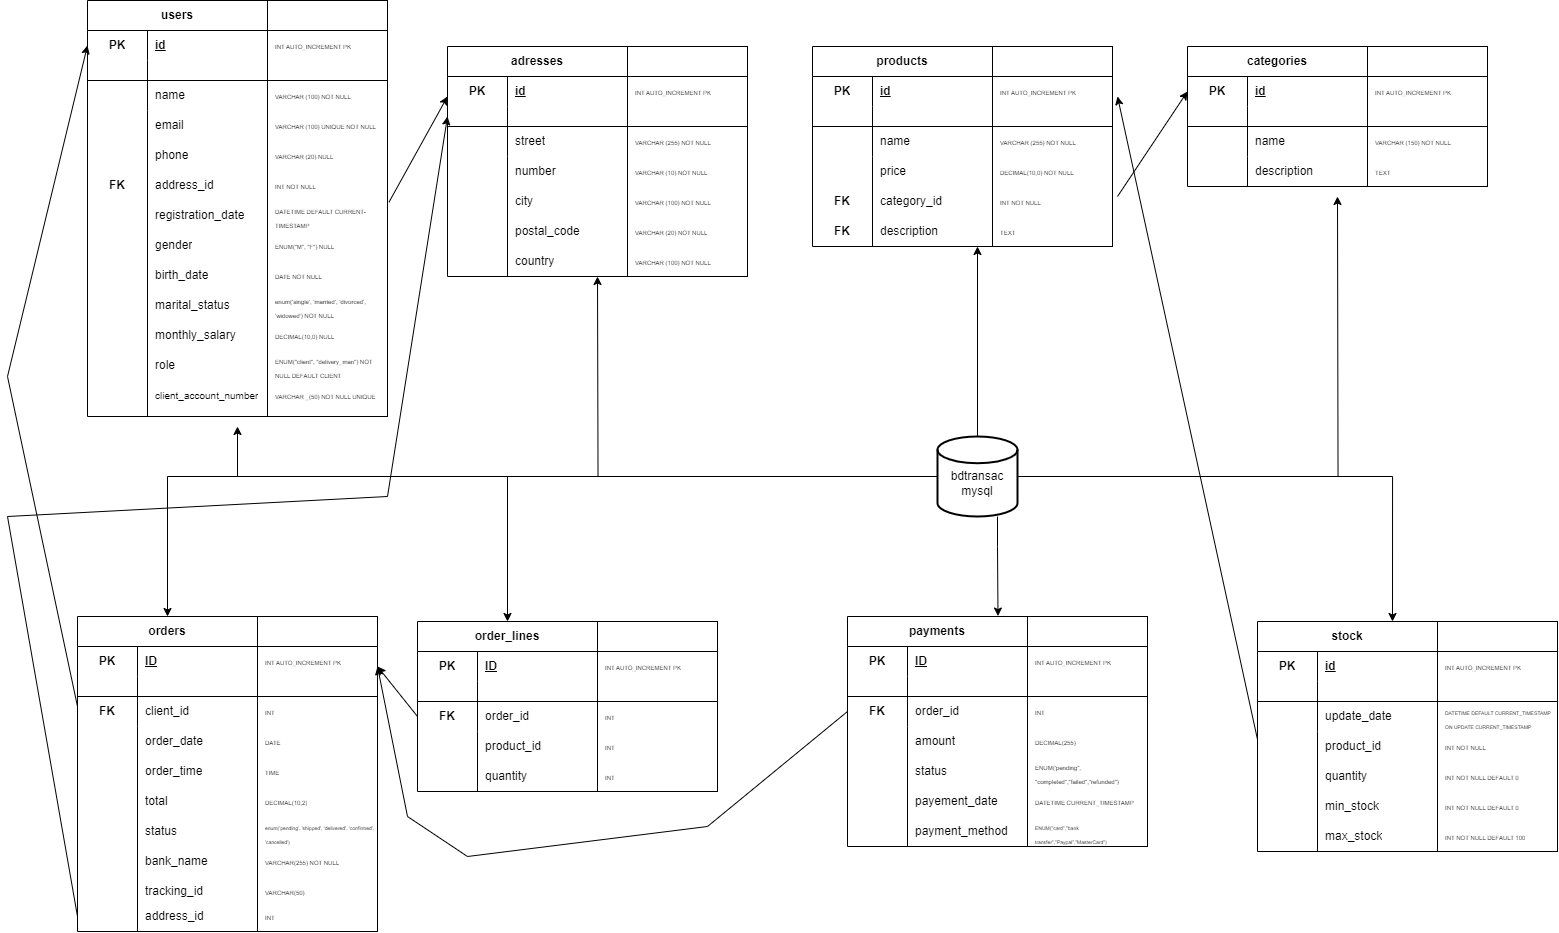 users
PK id INT AUTO_INCREMENT PK
name VARCHAR (100) NOT NULL
email VARCHAR (100) UNIQUE NOT NULL
phone VARCHAR (20) NULL
FK address_id INT NOT NULL
registration_date DATETIME DEFAULT CURRENT-
TIMESTAMP
gender ENUM("M", "F") NULL
birth_date DATE NOT NULL
marital_status enum('single', 'married', 'divorced',
'widowed') NOT NULL
monthly_salary DECIMAL(10,0) NULL
role ENUM("client", "delivery_man") NOT
NULL DEFAULT CLIENT
client_account_number VARCHAR _(50) NOT NULL UNIQUE
adresses
PK id INT AUTO_INCREMENT PK
street VARCHAR (255) NOT NULL
number VARCHAR (10) NOT NULL
city VARCHAR (100) NOT NULL
postal_code VARCHAR (20) NOT NULL
country VARCHAR (100) NOT NULL
products
PK id INT AUTO_INCREMENT PK
name VARCHAR (255) NOT NULL
price DECIMAL(10,0) NOT NULL
FK category_id INT NOT NULL
FK description TEXT
categories
PK id INT AUTO_INCREMENT PK
name VARCHAR (150) NOT NULL
description TEXT
bdtransac
mysql
orders
PK ID INT AUTO_INCREMENT PK
FK client_id INT
order_date DATE
order_time TIME
total DECIMAL(10,2)
status enum('pending', 'shipped', 'delivered', 'confirmed',
'cancelled')
bank_name VARCHAR(255) NOT NULL
tracking_id VARCHAR(50)
address_id INT
order_lines
PK ID INT AUTO_INCREMENT PK
FK order_id INT
product_id INT
quantity INT
payments
PK ID INT AUTO_INCREMENT PK
FK order_id INT
amount DECIMAL(255)
status ENUM("pending",
"completed","failed","refunded")
payement_date DATETIME CURRENT_TIMESTAMP
payment_method ENUM("card","bank
transfer","Paypal","MasterCard")
stock
PK id INT AUTO_INCREMENT PK
update_date DATETIME DEFAULT CURRENT_TIMESTAMP
ON UPDATE CURRENT_TIMESTAMP
product_id INT NOT NULL
quantity INT NOT NULL DEFAULT 0
min_stock INT NOT NULL DEFAULT 0
max_stock INT NOT NULL DEFAULT 100